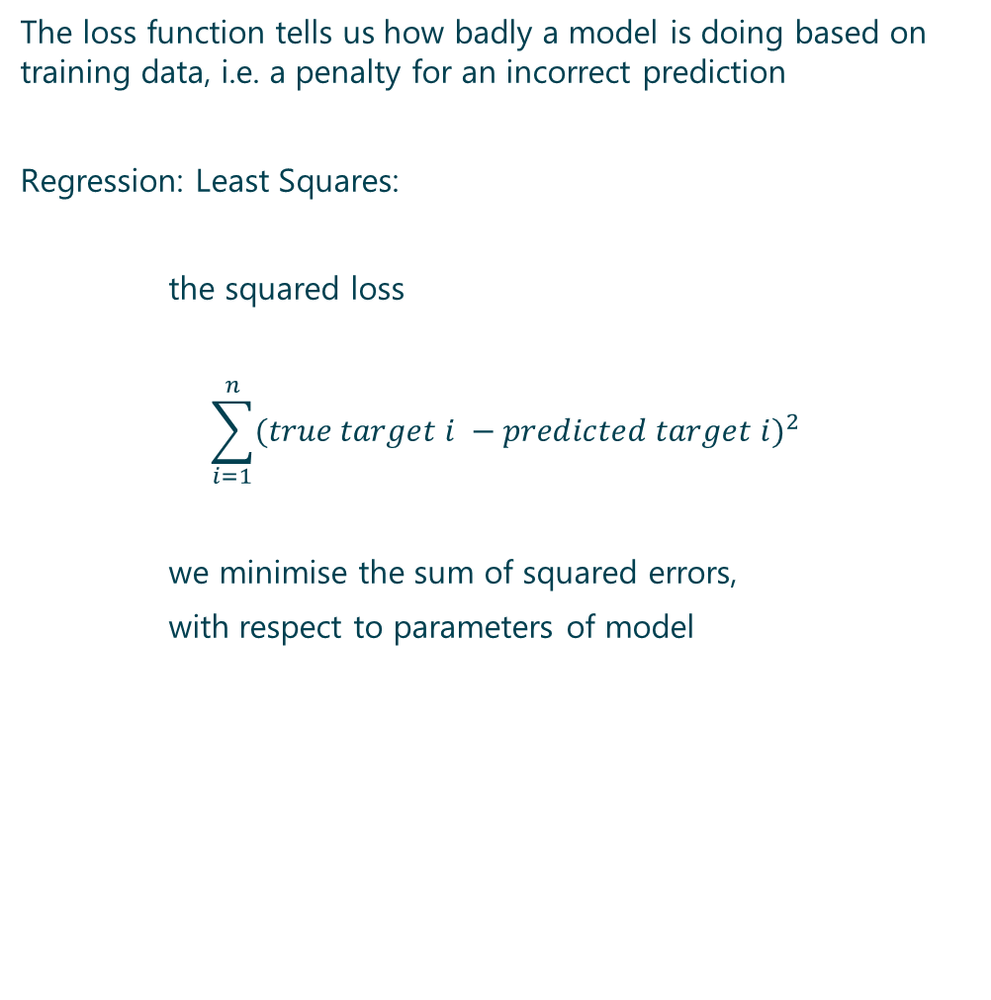 The loss function tells us how badly a model is doing based on
training data, i.e. a penalty for an incorrect prediction
Regression: Least Squares:
the squared loss
n
∑(true target i − predicted target i)²
i=1
we minimise the sum of squared errors,
with respect to parameters of model